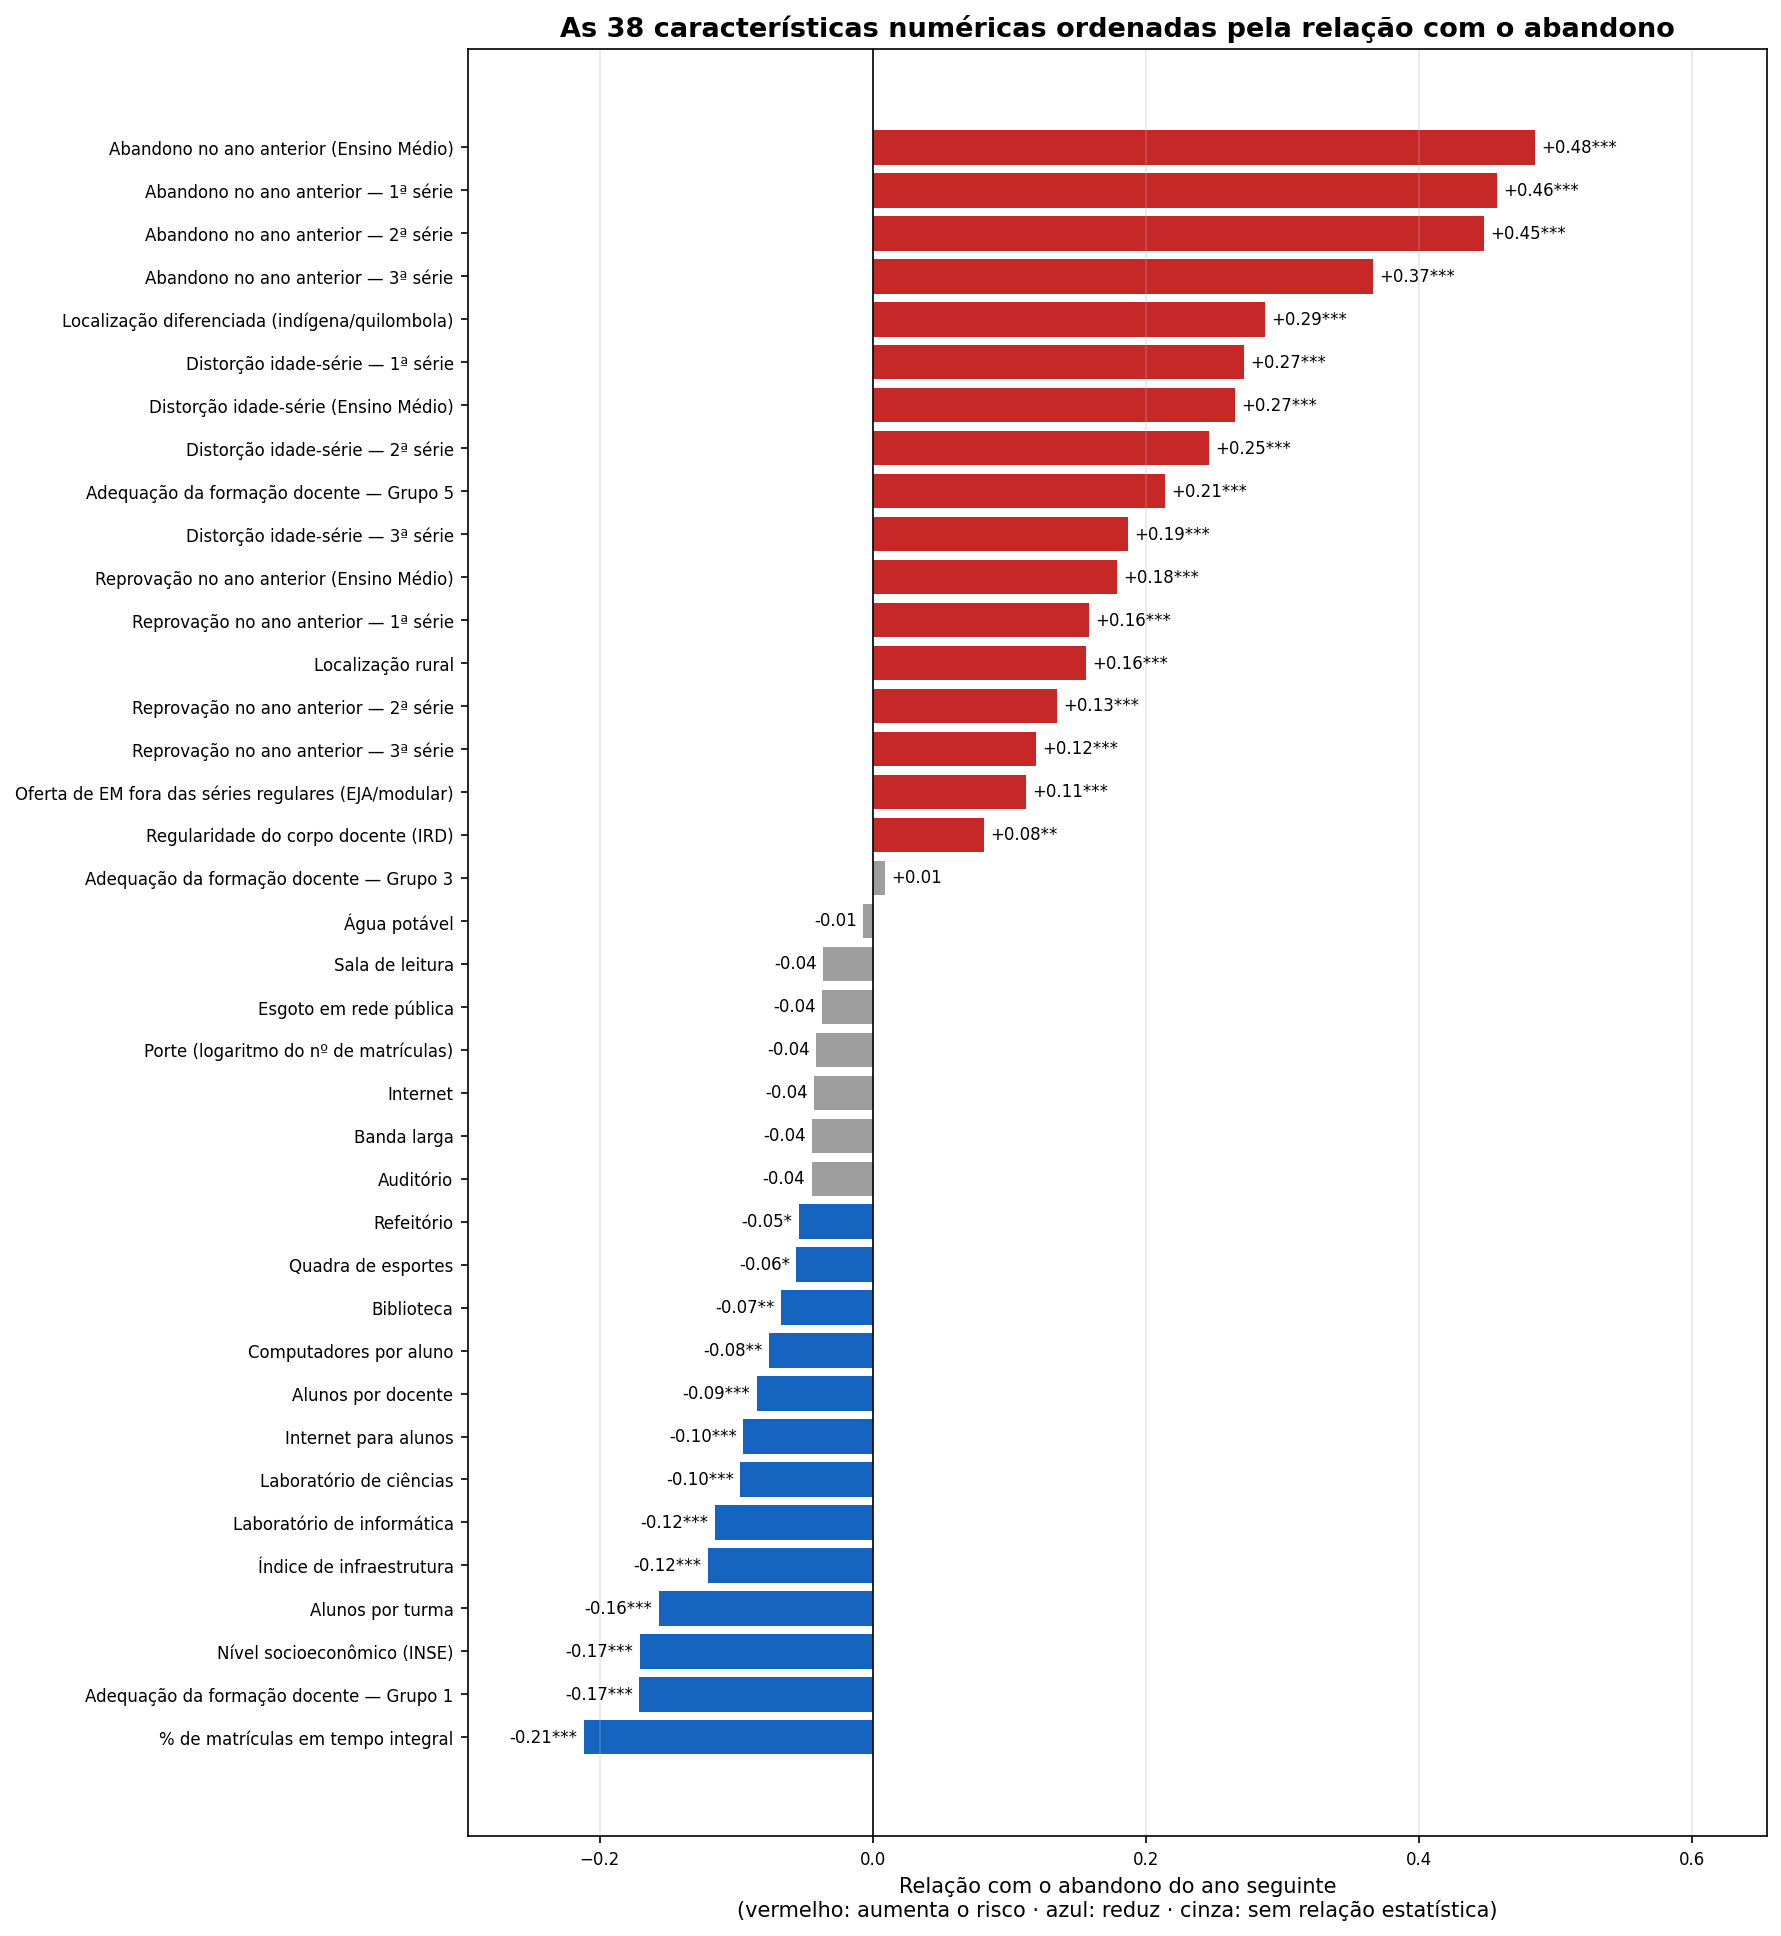 As 38 características numéricas ordenadas pela relação com o abandono
Abandono no ano anterior (Ensino Médio) +0.48***
Abandono no ano anterior — 1ª série +0.46***
Abandono no ano anterior — 2ª série +0.45***
Abandono no ano anterior — 3ª série +0.37***
Localização diferenciada (indígena/quilombola) +0.29***
Distorção idade-série — 1ª série +0.27***
Distorção idade-série (Ensino Médio) +0.27***
Distorção idade-série — 2ª série +0.25***
Adequação da formação docente — Grupo 5 +0.21***
Distorção idade-série — 3ª série +0.19***
Reprovação no ano anterior (Ensino Médio) +0.18***
Reprovação no ano anterior — 1ª série +0.16***
Localização rural +0.16***
Reprovação no ano anterior — 2ª série +0.13***
Reprovação no ano anterior — 3ª série +0.12***
Oferta de EM fora das séries regulares (EJA/modular) +0.11***
Regularidade do corpo docente (IRD) +0.08**
Adequação da formação docente — Grupo 3 +0.01
Água potável -0.01
Sala de leitura -0.04
Esgoto em rede pública -0.04
Porte (logaritmo do nº de matrículas) -0.04
Internet -0.04
Banda larga -0.04
Auditório -0.04
Refeitório -0.05*
Quadra de esportes -0.06*
Biblioteca -0.07**
Computadores por aluno -0.08**
Alunos por docente -0.09***
Internet para alunos -0.10***
Laboratório de ciências -0.10***
Laboratório de informática -0.12***
Índice de infraestrutura -0.12***
Alunos por turma -0.16***
Nível socioeconômico (INSE) -0.17***
Adequação da formação docente — Grupo 1 -0.17***
% de matrículas em tempo integral -0.21***
−0.2 0.0 0.2 0.4 0.6
Relação com o abandono do ano seguinte
(vermelho: aumenta o risco · azul: reduz · cinza: sem relação estatística)